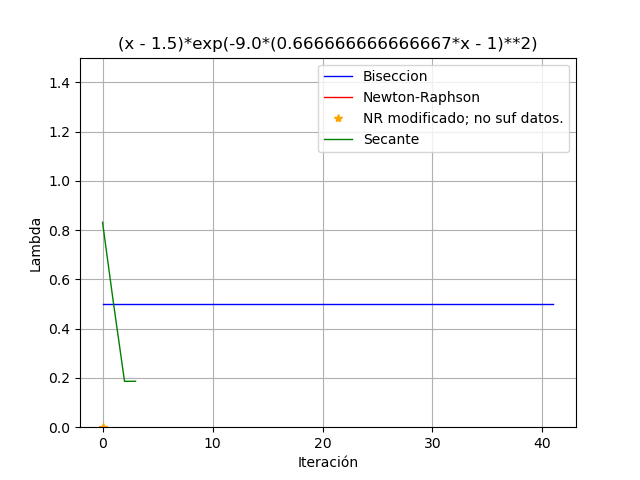 (x - 1.5)*exp(-9.0*(0.666666666666667*x - 1)**2)
Biseccion
Newton-Raphson
NR modificado; no suf datos.
Secante
Lambda
1.4
1.2
1.0
0.8
0.6
0.4
0.2
0.0
0 10 20 30 40
Iteración